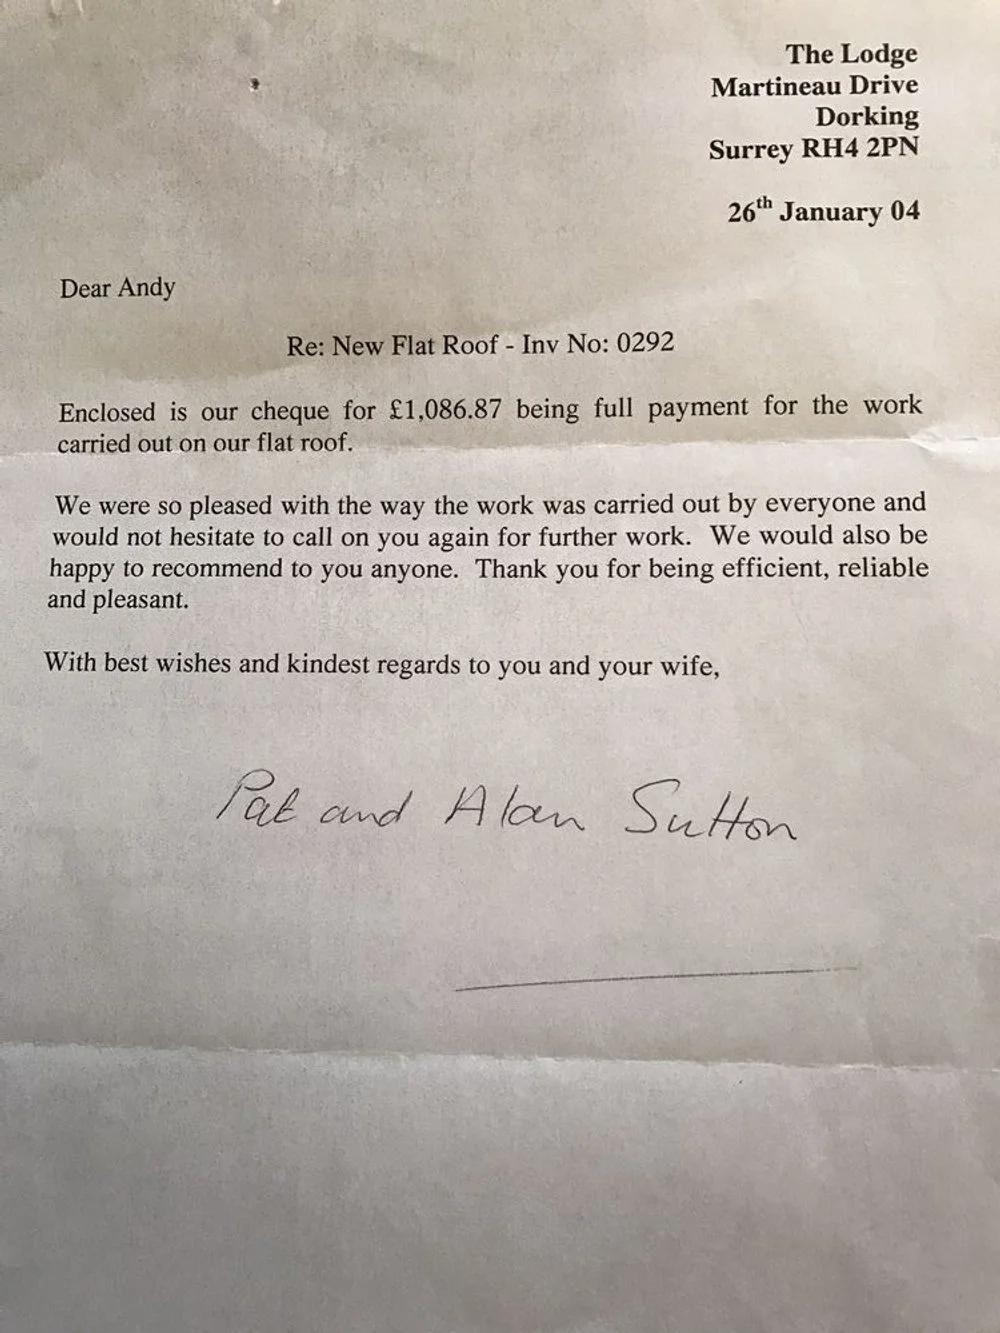 The Lodge
Martineau Drive
Dorking
Surrey RH4 2PN
26th January 04
Dear Andy
Re: New Flat Roof - Inv No: 0292
Enclosed is our cheque for £1,086.87 being full payment for the work
carried out on our flat roof.
We were so pleased with the way the work was carried out by everyone and
would not hesitate to call on you again for further work. We would also be
happy to recommend to you anyone. Thank you for being efficient, reliable
and pleasant.
With best wishes and kindest regards to you and your wife,
Pat and Alan Sutton